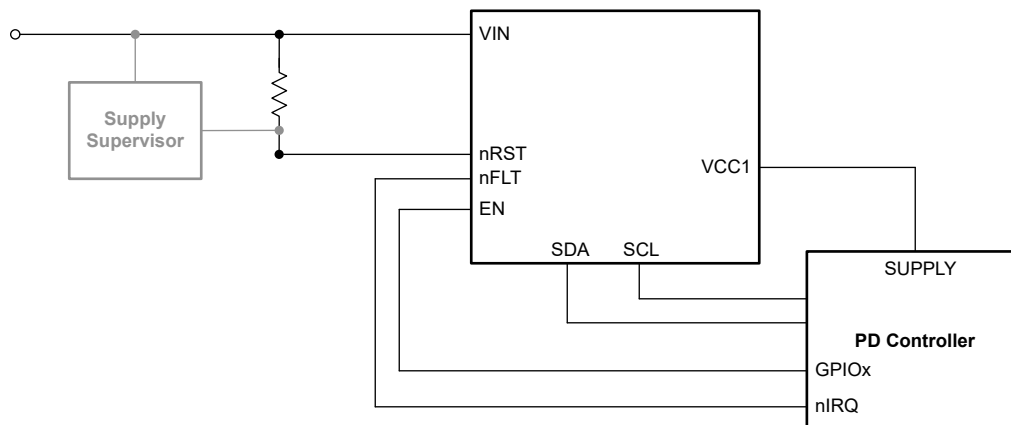 VIN
Supply
Supervisor
nRST
nFLT
VCC1
EN
SDA
SCL
SUPPLY
PD Controller
GPIOx
nIRQ